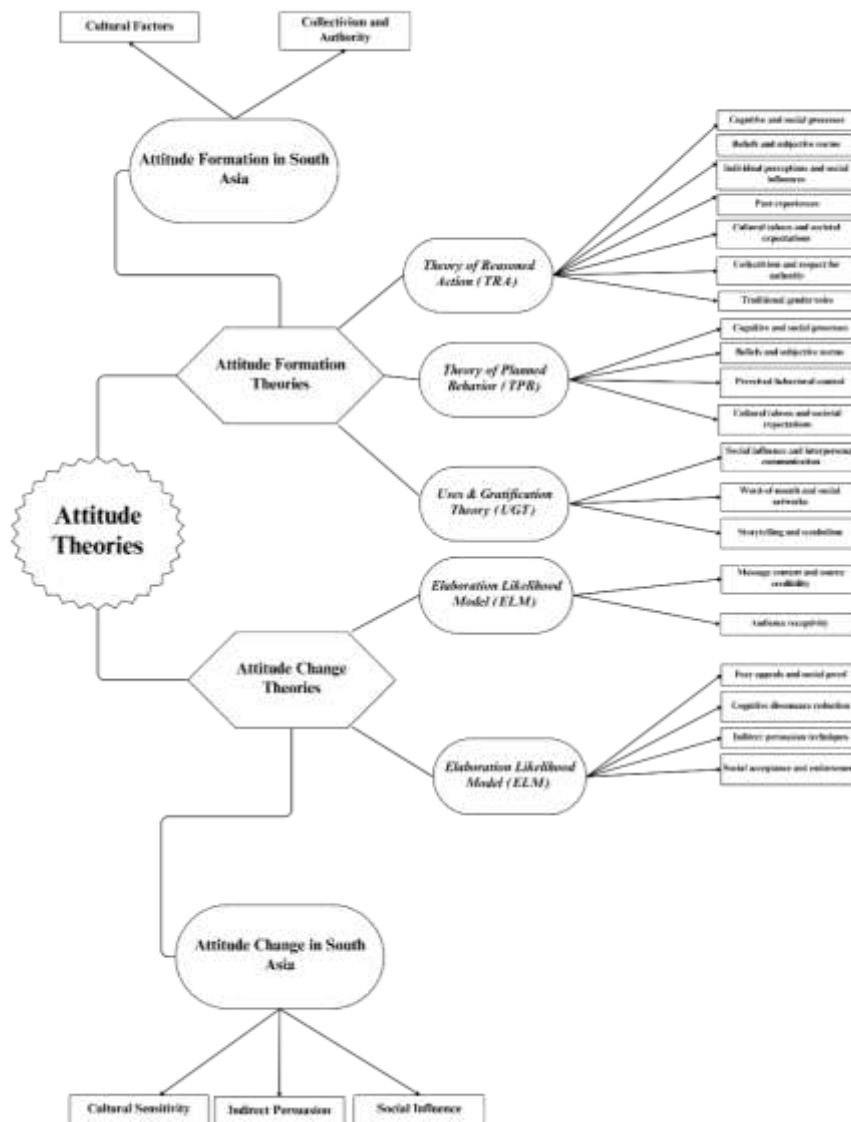 Cultural Factors
Collectivism and
Authority
Attitude Formation in South
Asia
Cognitive and social processes
Beliefs and subjective norms
Individual perceptions and social
influences
Past experiences
Cultural values and societal
expectations
Collectivism and respect for
authority
Traditional gender roles
Theory of Reasoned
Action (TRA)
Attitude Formation
Theories
Theory of Planned
Behavior (TPB)
Cognitive and social processes
Beliefs and subjective norms
Perceived behavioral control
Cultural values and societal
expectations
Uses & Gratification
Theory (UGT)
Social influence and interpersonal
communication
Word-of-mouth and social
networks
Storytelling and symbolism
Attitude
Theories
Elaboration Likelihood
Model (ELM)
Message content and source
credibility
Audience receptivity
Attitude Change
Theories
Elaboration Likelihood
Model (ELM)
appeals and social proof
Cognitive dissonance reduction
Indirect persuasion techniques
Social acceptance and
Attitude Change in South
Asia
Cultural Sensitivity
Indirect Persuasion
Social Influence